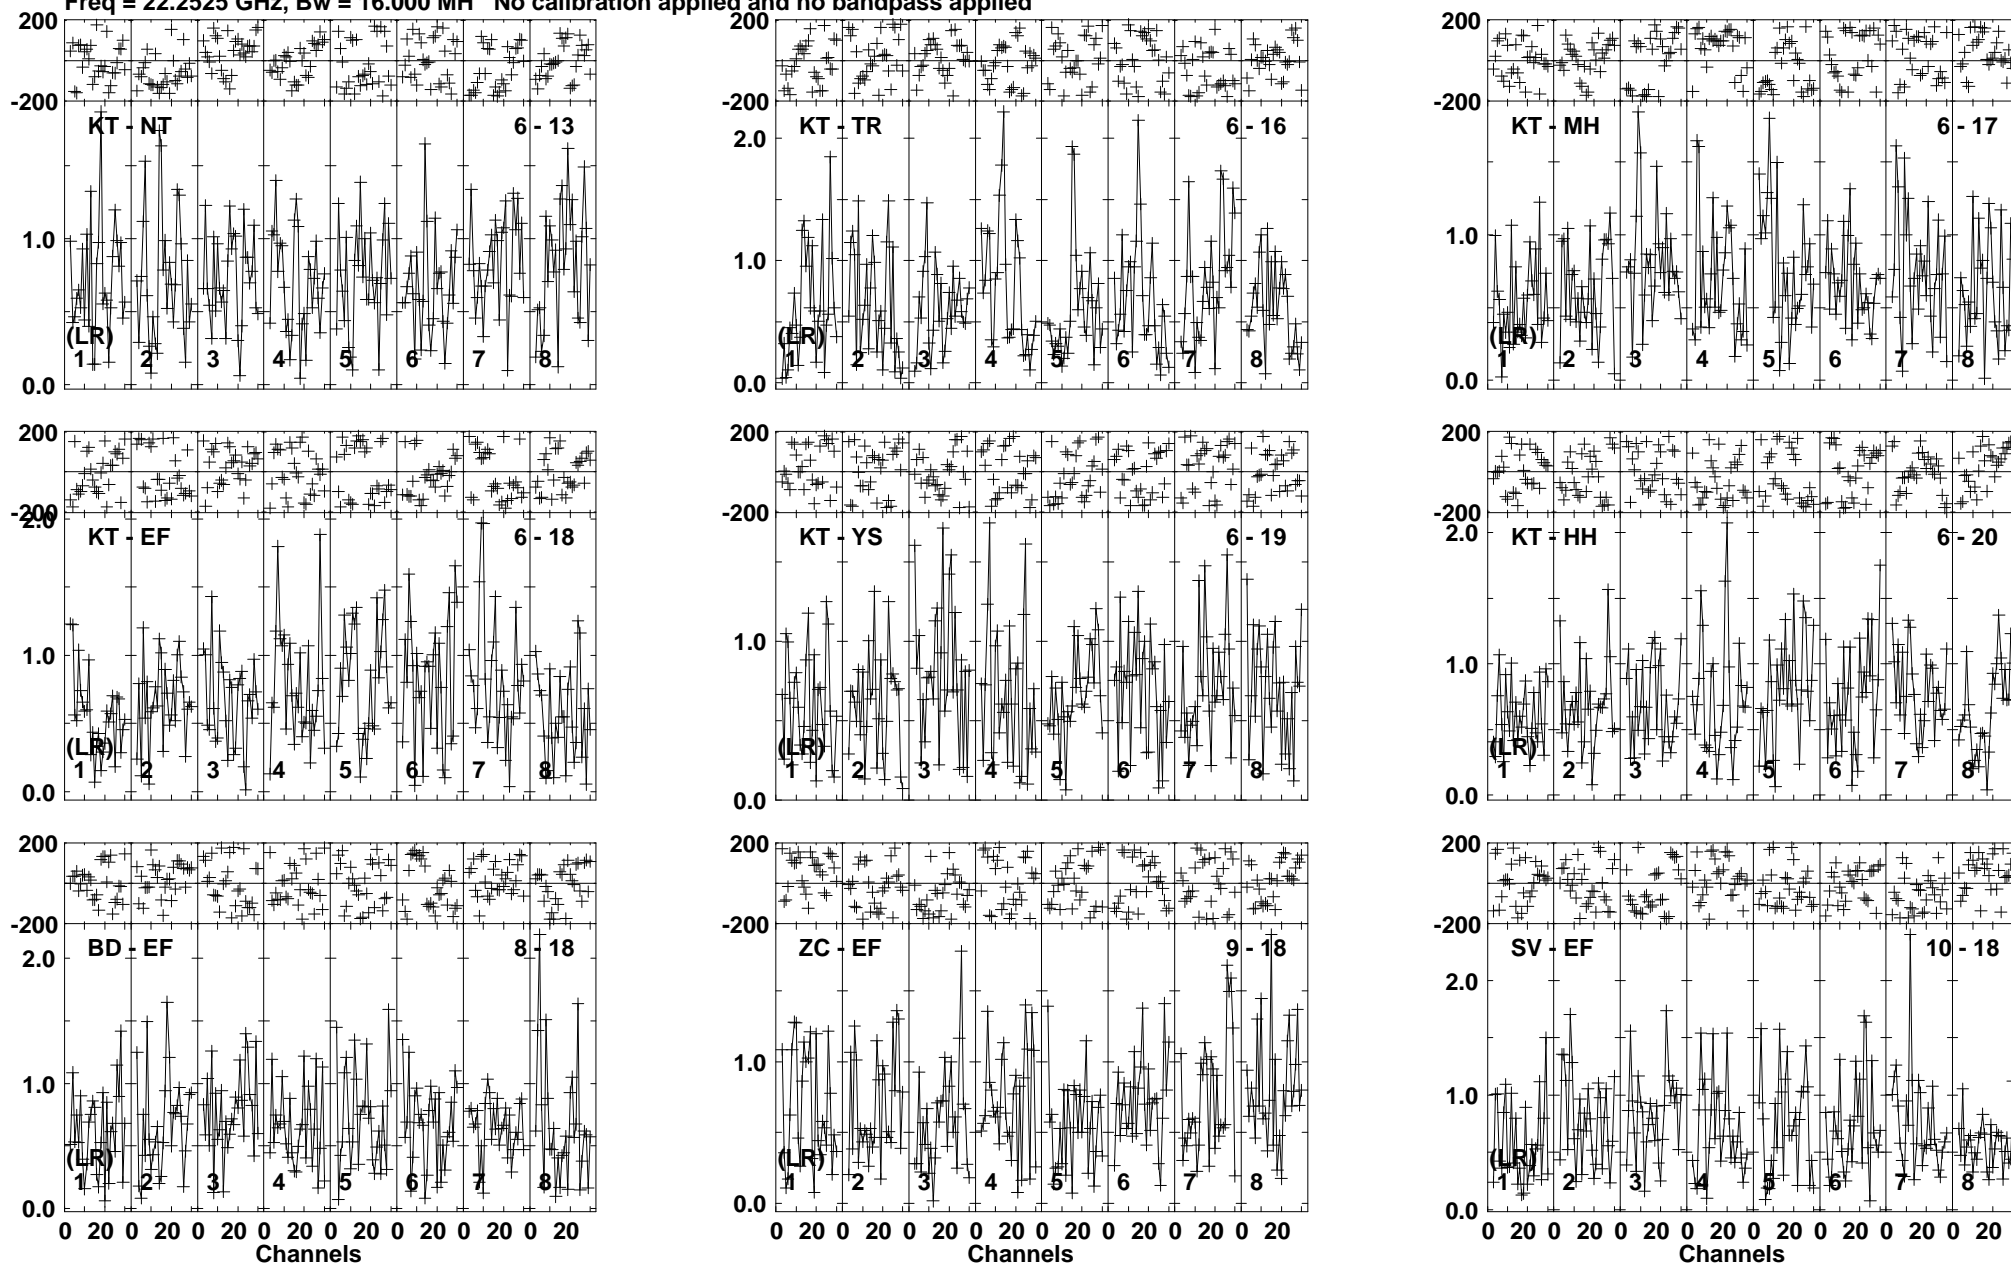 Freq = 22.2525 GHz, Bw = 16.000 MH   No calibration applied and no bandpass applied
200 200 200
-200 -200 -200
KT - NT 6 - 13 KT - TR 6 - 16 KT - MH 6 - 17
2.0
1.0 1.0 1.0
(LR) (LR) (LR)
1 2 3 4 5 6 7 8 1 2 3 4 5 6 7 8 1 2 3 4 5 6 7 8
0.0 0.0 0.0
200 200 200
-200 -200 -200
2.0 2.0
KT - EF 6 - 18 KT - YS 6 - 19 KT - HH 6 - 20
1.0 1.0 1.0
(LR) (LR) (LR)
1 2 3 4 5 6 7 8 1 2 3 4 5 6 7 8 1 2 3 4 5 6 7 8
0.0 0.0 0.0
200 200 200
-200 -200 -200
BD - EF 8 - 18 ZC - EF 9 - 18 SV - EF 10 - 18
2.0 2.0 2.0
1.0 1.0 1.0
(LR) (LR) (LR)
1 2 3 4 5 6 7 8 1 2 3 4 5 6 7 8 1 2 3 4 5 6 7 8
0.0 0.0 0.0
0 20 0 20 0 20 0 20 0 20 0 20 0 20 0 20 0 20 0 20 0 20 0 20 0 20 0 20 0 20 0 20 0 20 0 20 0 20 0 20 0 20 0 20 0 20 0 20
Channels Channels Channels